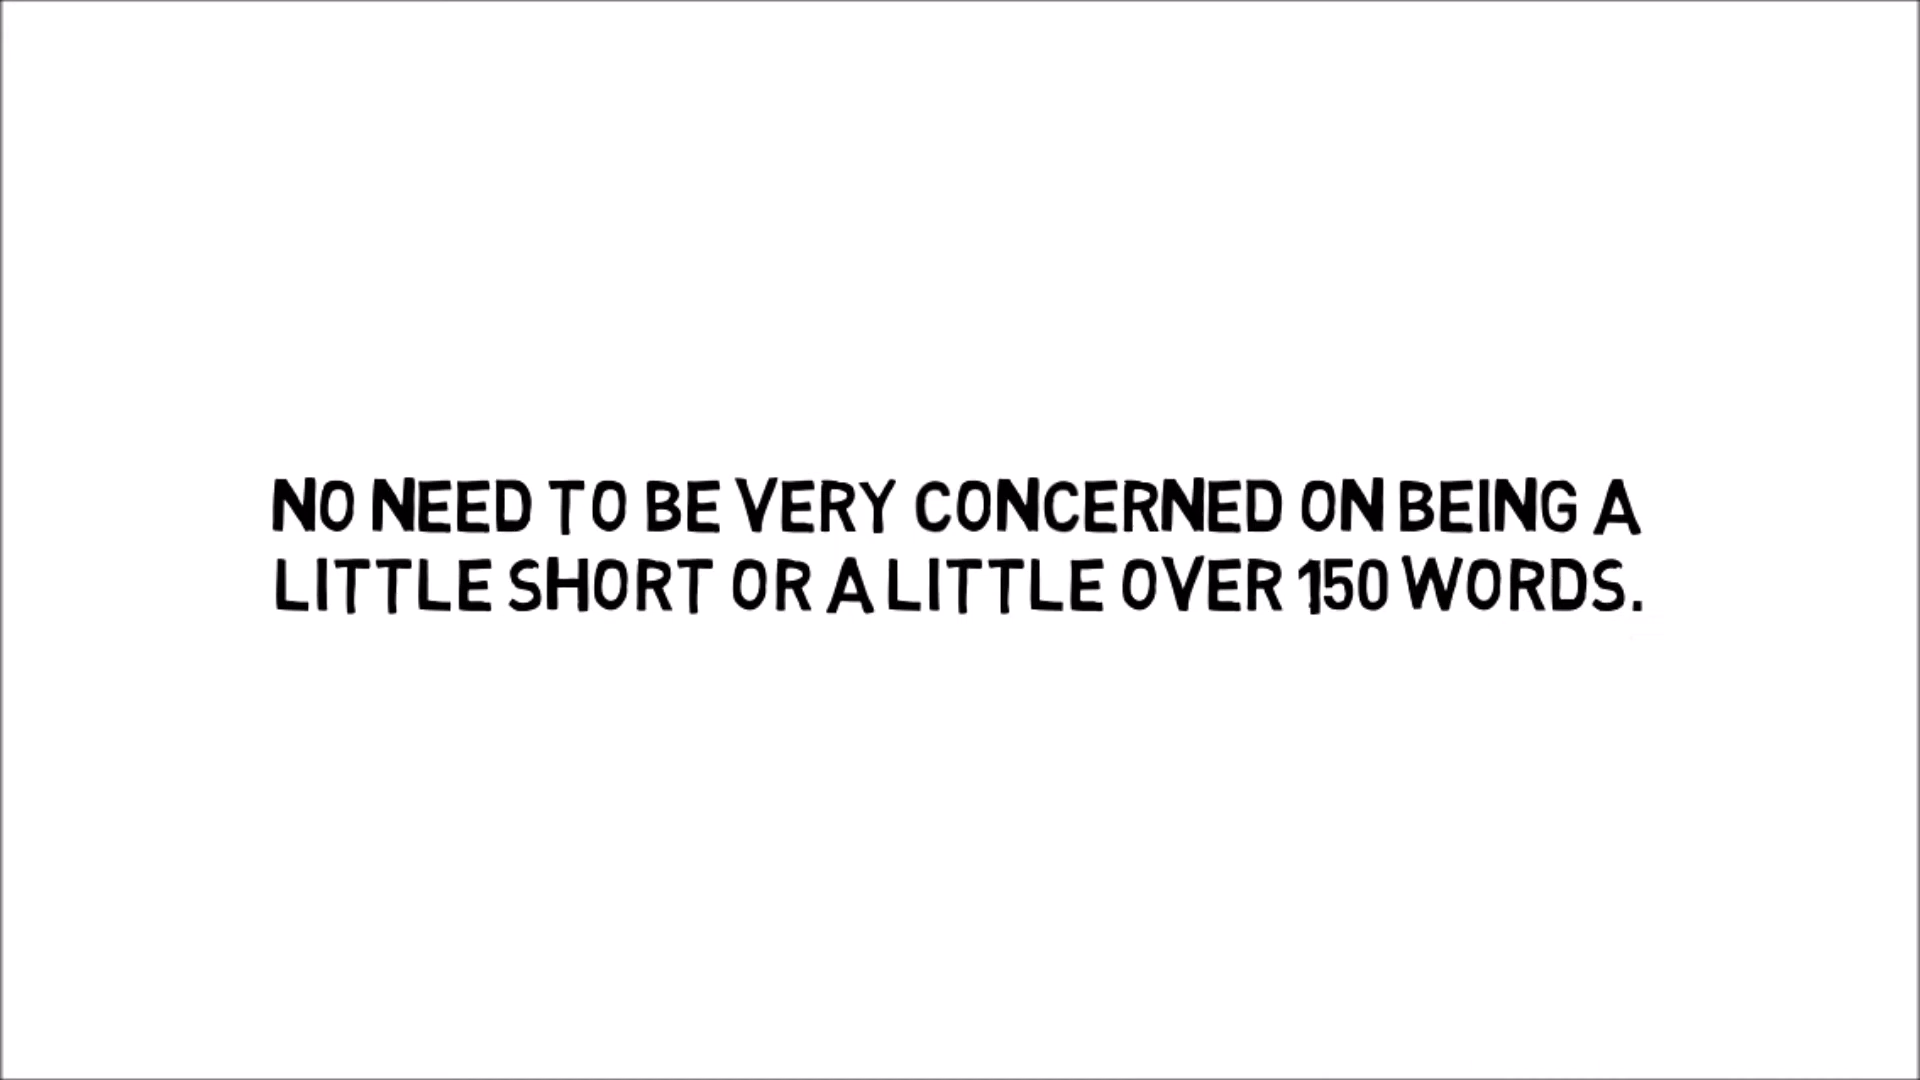 NO NEED TO BE VERY CONCERNED ON BEING A
LITTLE SHORT OR A LITTLE OVER 150 WORDS.